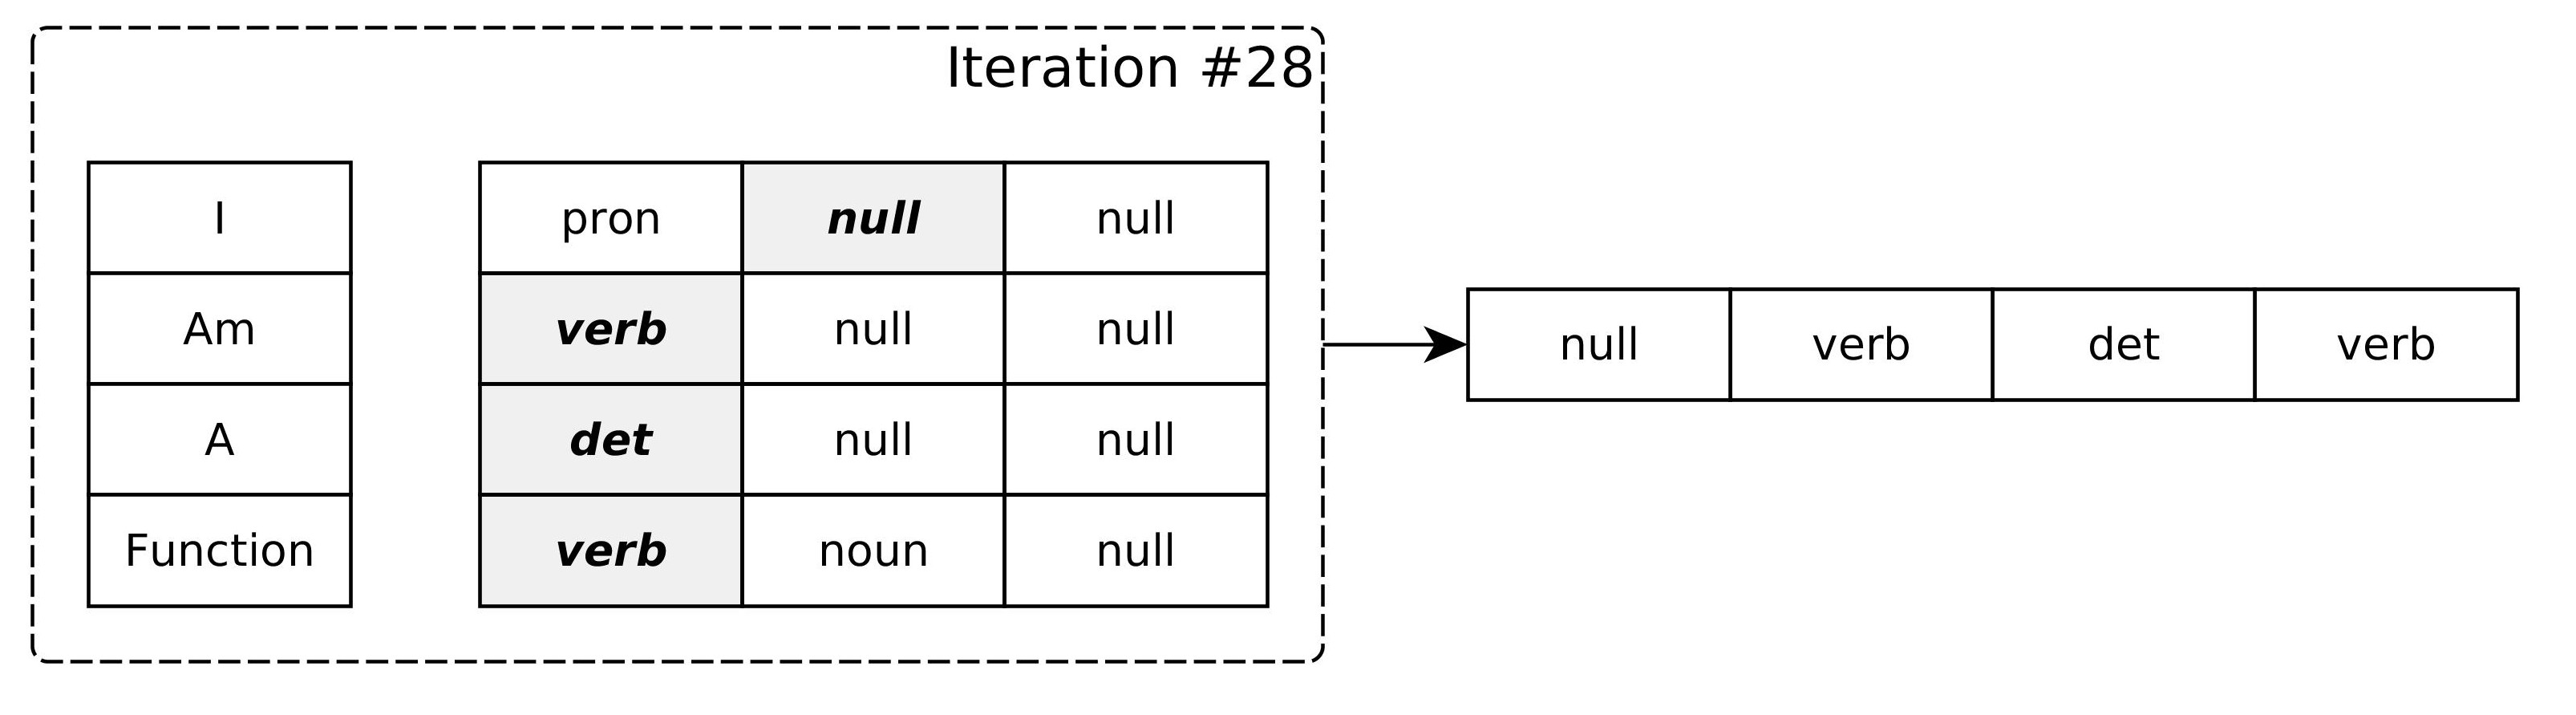 Iteration #28
I pron null null
Am verb null null
null verb det verb
A det null null
Function verb noun null